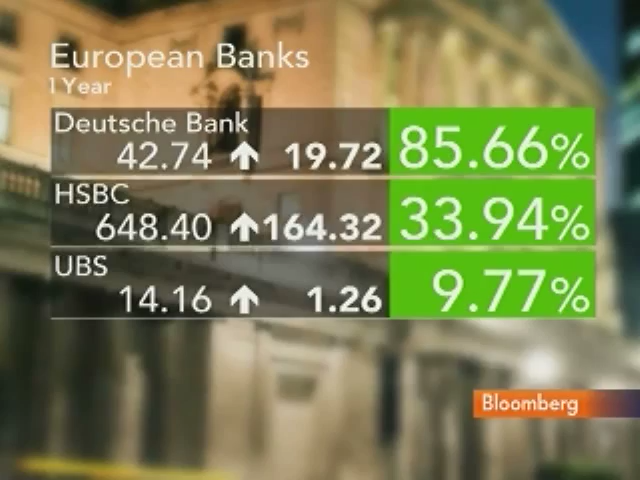 European Banks
1 Year
Deutsche Bank
42.74 ↑ 19.72 85.66%
HSBC
648.40 ↑ 164.32 33.94%
UBS
14.16 ↑ 1.26 9.77%
Bloomberg